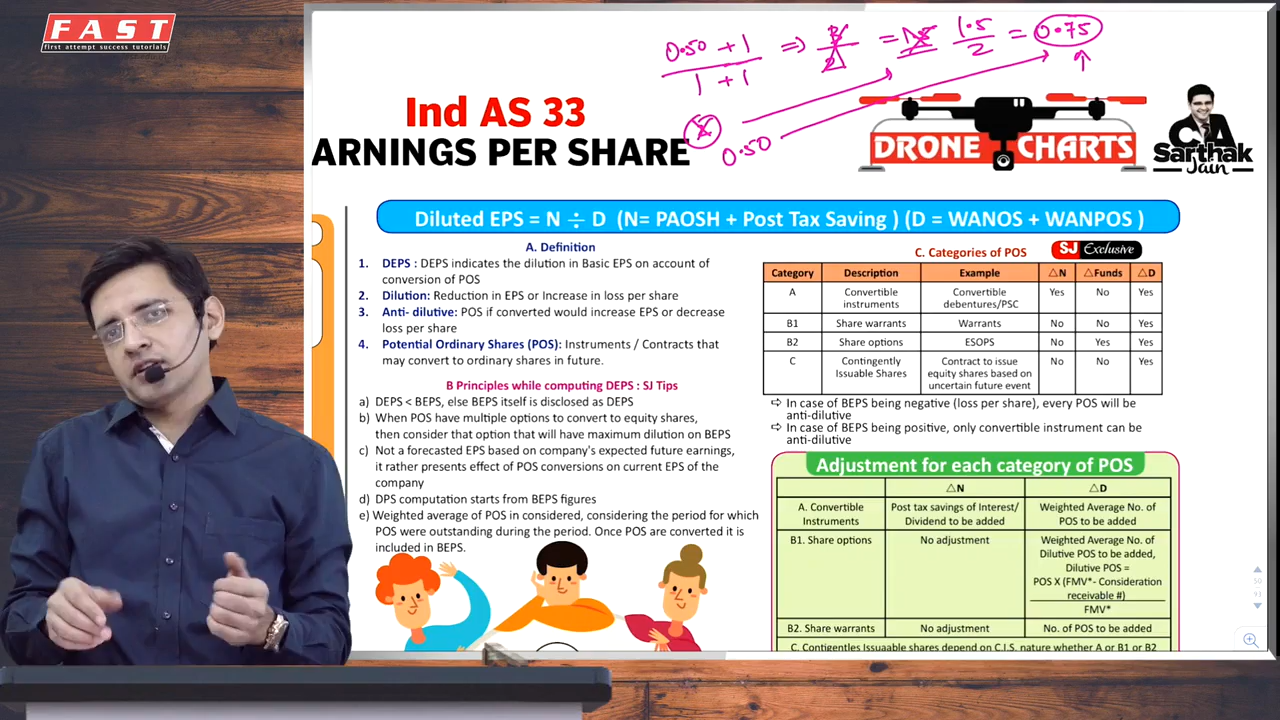 FAST
first attempt success tutorials
0.50 + 1
1 + 1
⇒
2
=
1.5
2
= 0.75
0.50
Ind AS 33
ARNINGS PER SHARE
DRONE CHARTS
CA
Sarthak
Jain
Diluted EPS = N ÷ D (N= PAOSH + Post Tax Saving ) (D = WANOS + WANPOS )
A. Definition
1. DEPS : DEPS indicates the dilution in Basic EPS on account of
conversion of POS
2. Dilution: Reduction in EPS or Increase in loss per share
3. Anti- dilutive: POS if converted would increase EPS or decrease
loss per share
4. Potential Ordinary Shares (POS): Instruments / Contracts that
may convert to ordinary shares in future.
B Principles while computing DEPS : SJ Tips
a) DEPS < BEPS, else BEPS itself is disclosed as DEPS
b) When POS have multiple options to convert to equity shares,
then consider that option that will have maximum dilution on BEPS
c) Not a forecasted EPS based on company's expected future earnings,
it rather presents effect of POS conversions on current EPS of the
company
d) DPS computation starts from BEPS figures
e) Weighted average of POS in considered, considering the period for which
POS were outstanding during the period. Once POS are converted it is
included in BEPS.
C. Categories of POS
SJ Exclusive
Category Description Example △N △Funds △D
A Convertible instruments Convertible debentures/PSC Yes No Yes
B1 Share warrants Warrants No No Yes
B2 Share options ESOPS No Yes Yes
C Contingently Issuable Shares Contract to issue equity shares based on uncertain future event No No Yes
⇨ In case of BEPS being negative (loss per share), every POS will be
anti-dilutive
⇨ In case of BEPS being positive, only convertible instrument can be
anti-dilutive
Adjustment for each category of POS
△N △D
A. Convertible Instruments Post tax savings of Interest/ Dividend to be added Weighted Average No. of POS to be added
B1. Share options No adjustment Weighted Average No. of Dilutive POS to be added, Dilutive POS = POS X (FMV*- Consideration receivable #)
FMV*
B2. Share warrants No adjustment No. of POS to be added
C. Contigentles Issuaable shares depend on C.I.S. nature whether A or B1 or B2